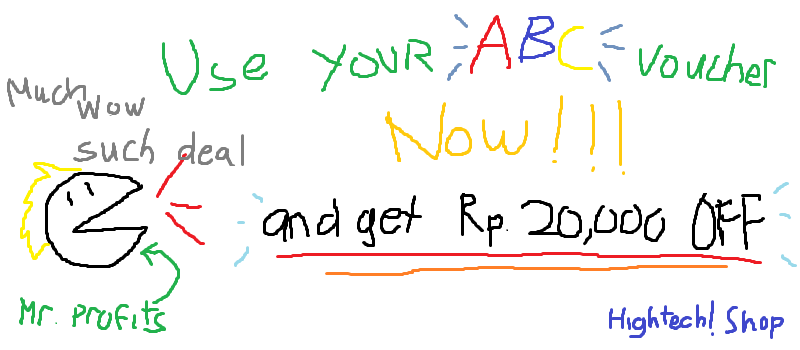 Use YOUR ABC Voucher
Now!!!
Much wow
such deal
and get Rp. 20,000 OFF
Mr. Profits
Hightech! Shop